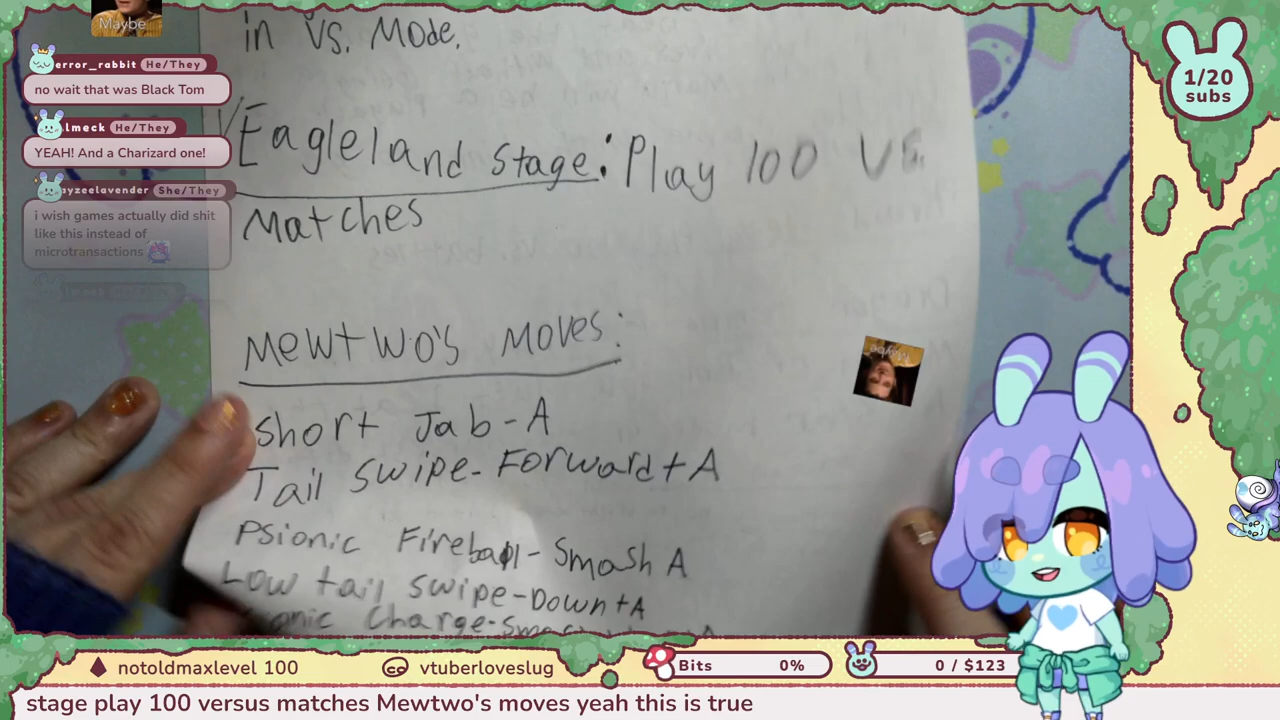 Maybe
error_rabbit He/They
no wait that was Black Tom
lmeck He/They
YEAH! And a Charizard one!
ayzeelavender She/They
i wish games actually did shit
like this instead of
microtransactions
in Vs. Mode.
Eagleland Stage: Play 100 VS.
Matches
Mewtwo's Moves:
Short Jab-A
Tail Swipe-Forward+A
Psionic Fireball-Smash A
Low tail swipe-Down+A
Charge-
Maybe
1/20
subs
notoldmaxlevel 100
vtuberloveslug
Bits 0%
0 / $123
stage play 100 versus matches Mewtwo's moves yeah this is true